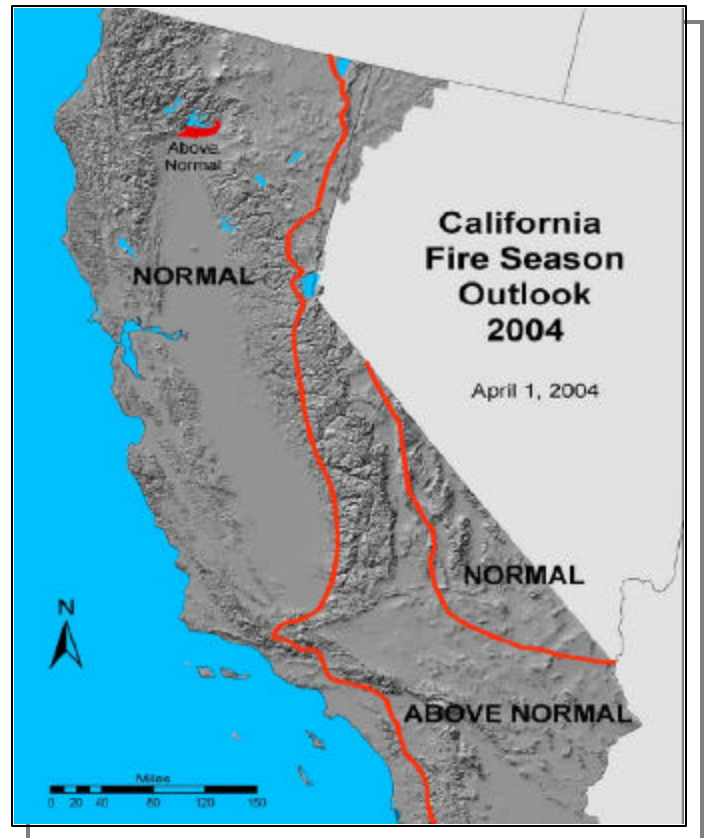 Above
Normal
California
Fire Season
Outlook
2004
NORMAL
April 1, 2004
NORMAL
N
ABOVE NORMAL
Miles
0 20 40 80 120 150